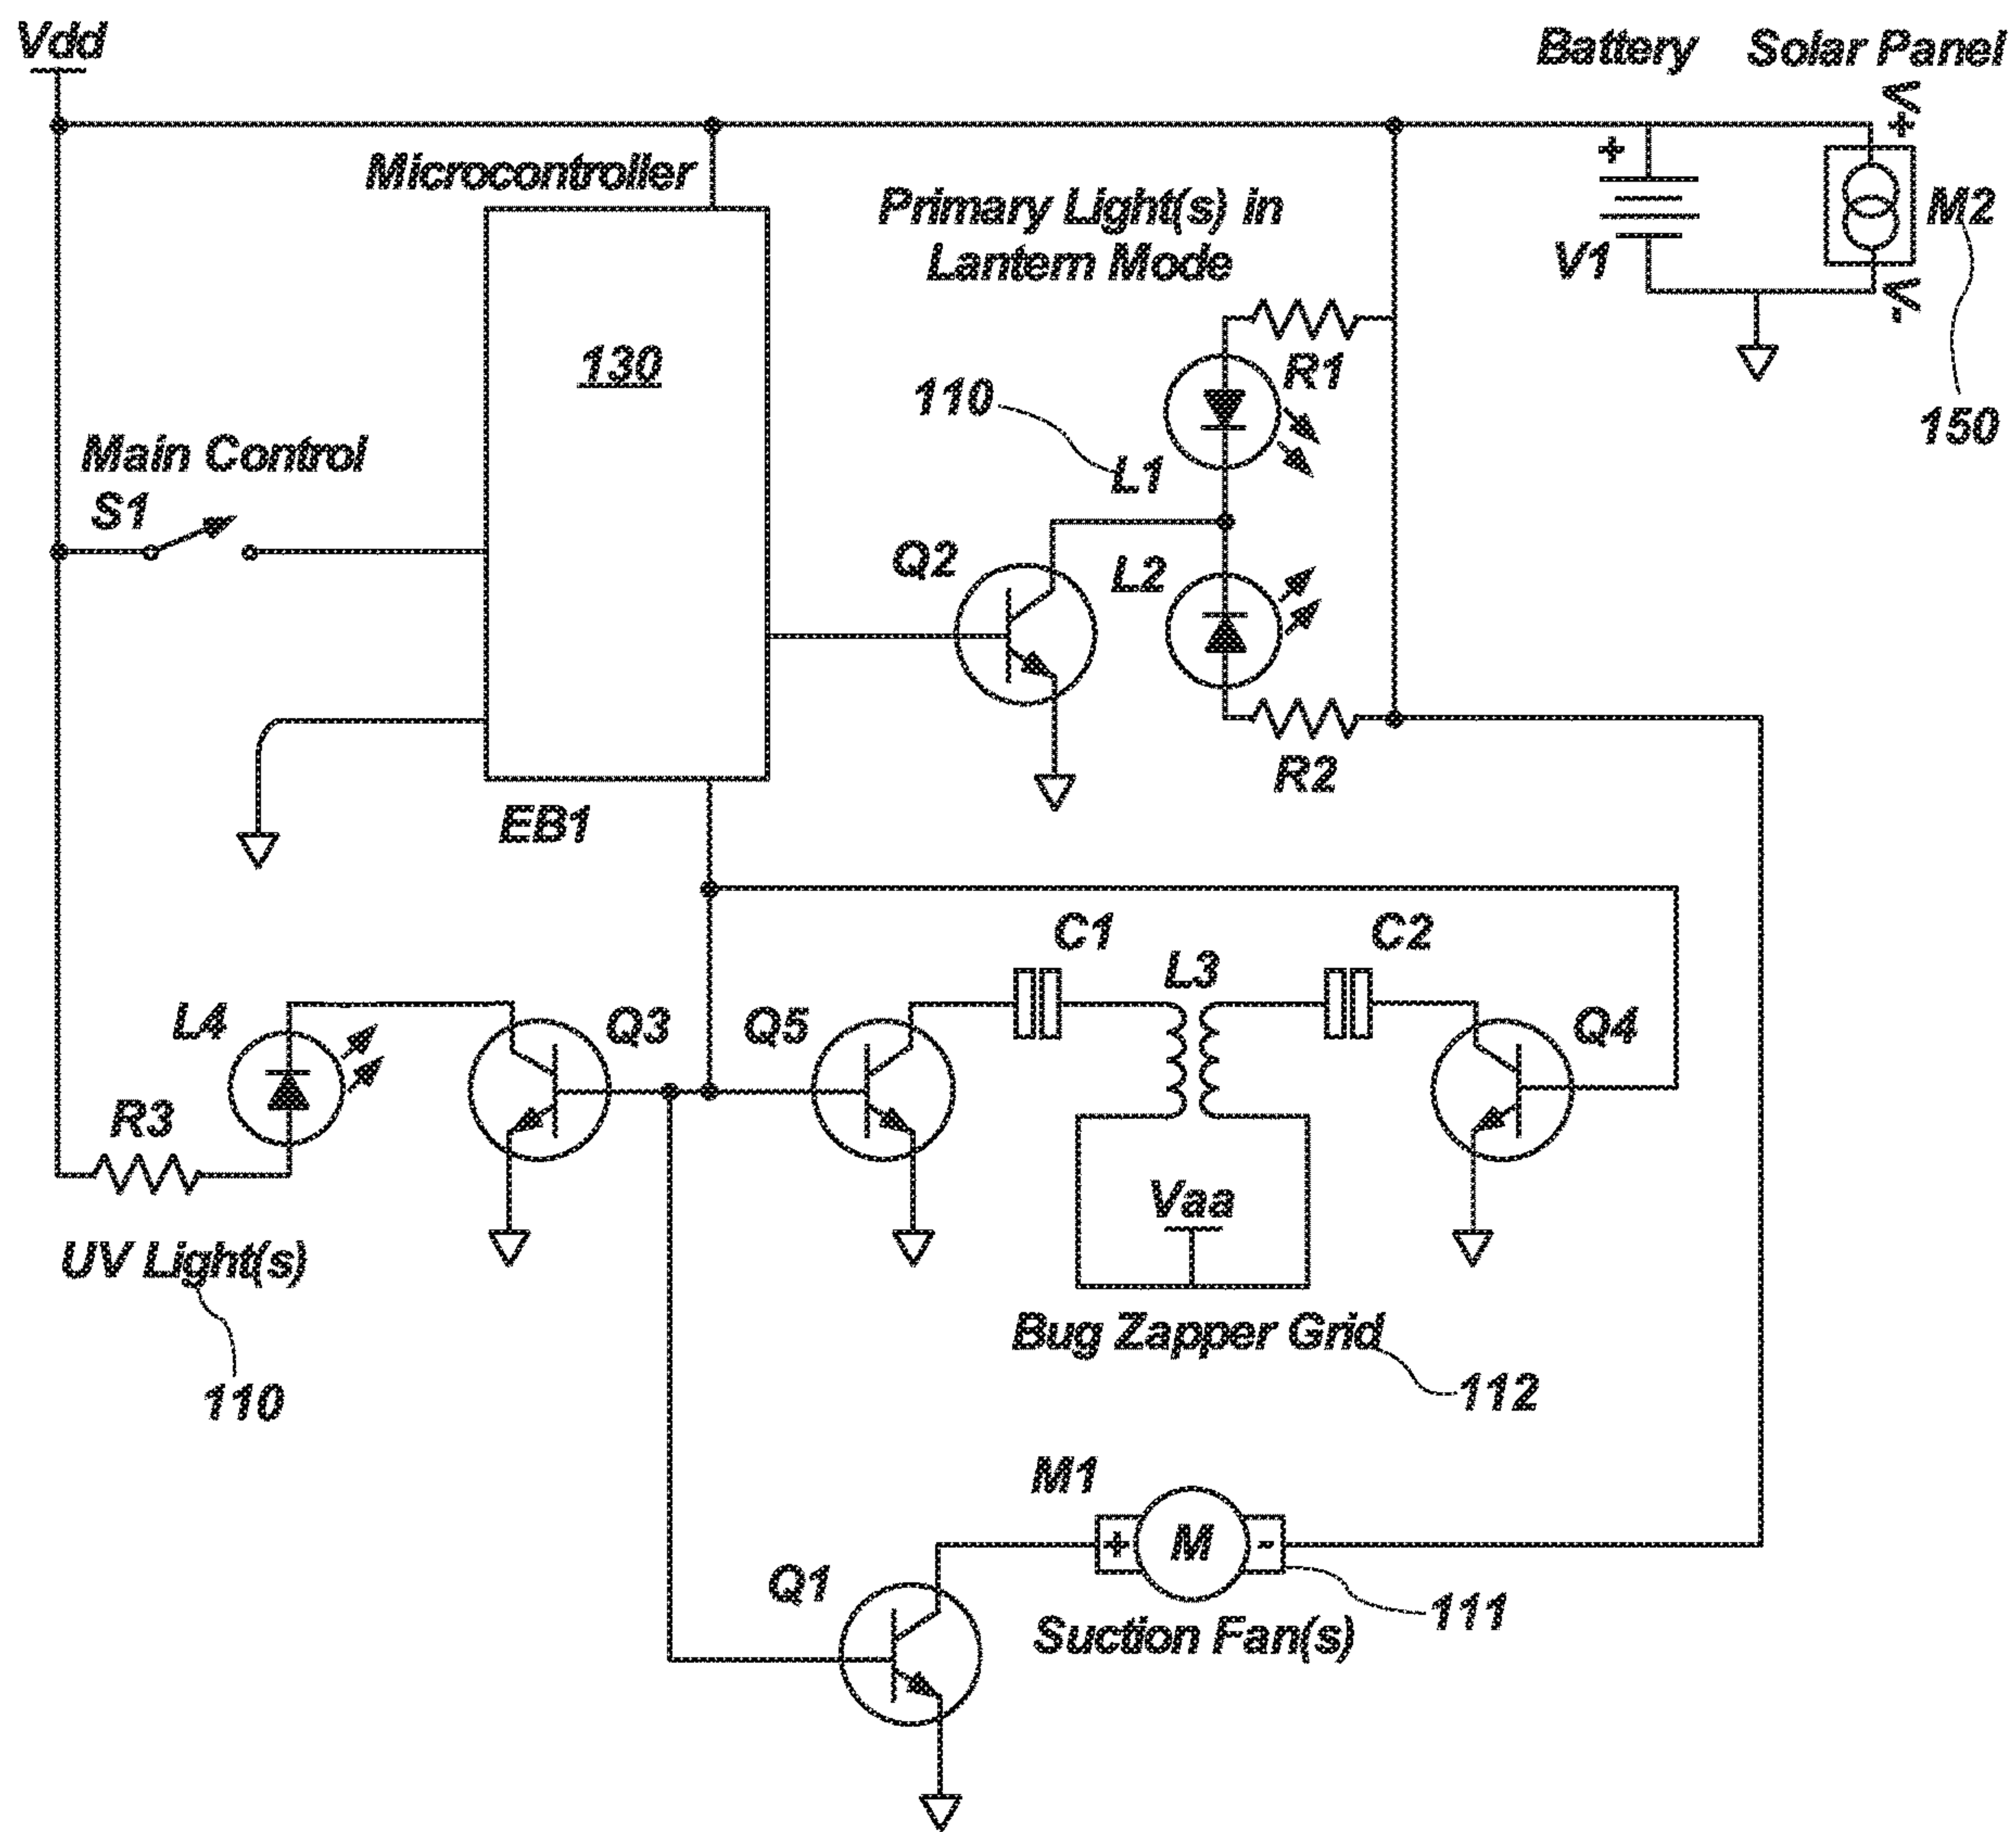 Vdd
Battery
Solar Panel
V+
Microcontroller
+
Primary Light(s) in
Lantern Mode
M2
V1
V-
130
R1
110
150
Main Control
S1
L1
Q2
L2
R2
EB1
C1
C2
L3
L4
Q3
Q5
Q4
R3
Vaa
UV Light(s)
Bug Zapper Grid
110
112
M1
+
M
-
Q1
111
Suction Fan(s)